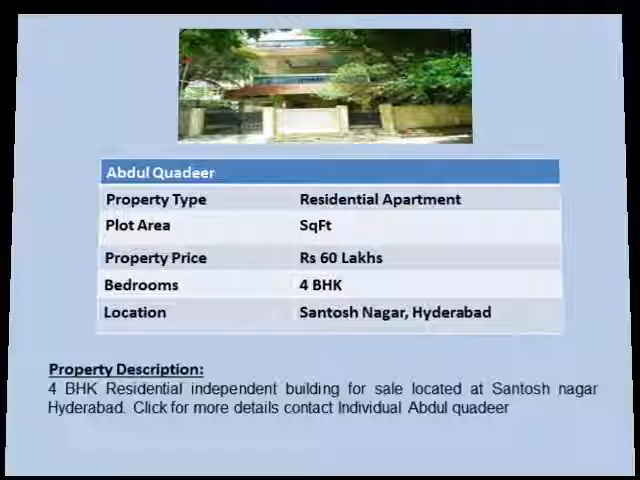 Abdul Quadeer
Property Type Residential Apartment
Plot Area SqFt
Property Price Rs 60 Lakhs
Bedrooms 4 BHK
Location Santosh Nagar, Hyderabad
Property Description:
4 BHK Residential independent building for sale located at Santosh nagar
Hyderabad. Click for more details contact Individual Abdul quadeer